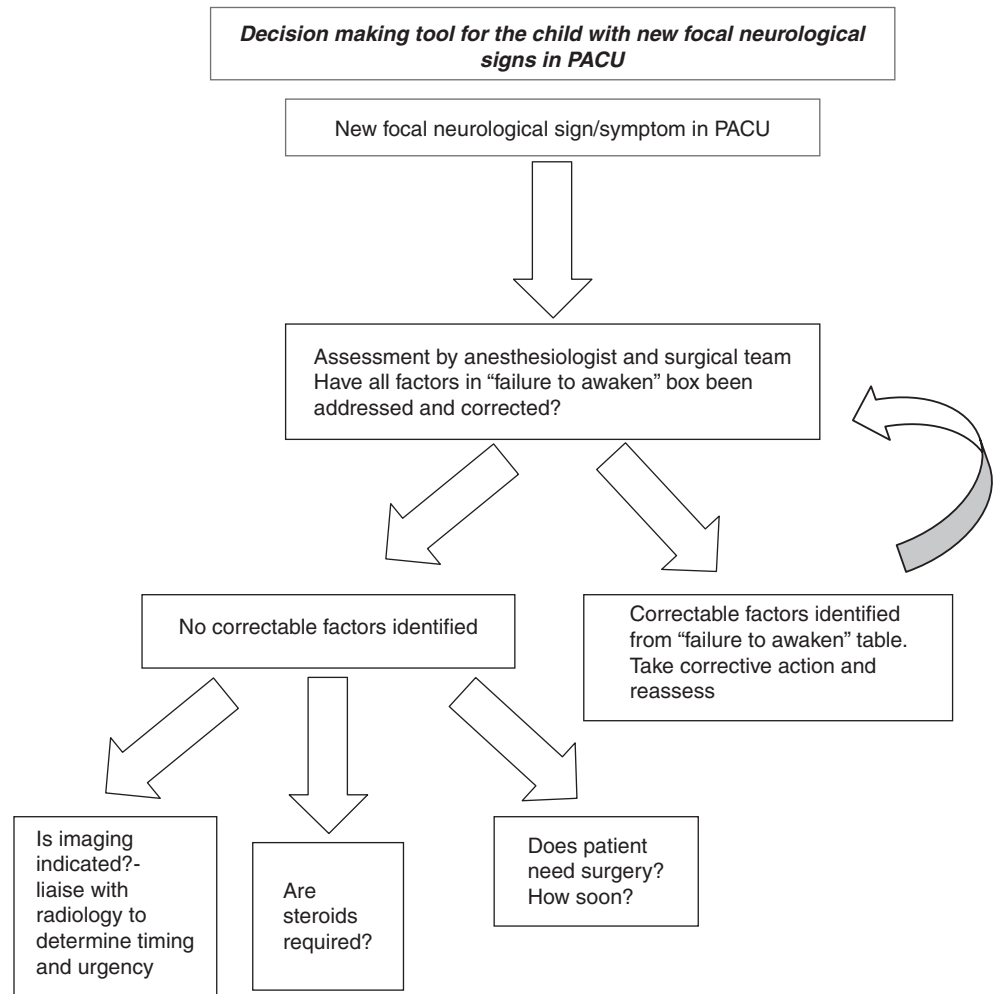 Decision making tool for the child with new focal neurological
signs in PACU
New focal neurological sign/symptom in PACU
Assessment by anesthesiologist and surgical team
Have all factors in “failure to awaken” box been
addressed and corrected?
No correctable factors identified
Correctable factors identified
from “failure to awaken” table.
Take corrective action and
reassess
Is imaging
indicated?-
liaise with
radiology to
determine timing
and urgency
Are
steroids
required?
Does patient
need surgery?
How soon?